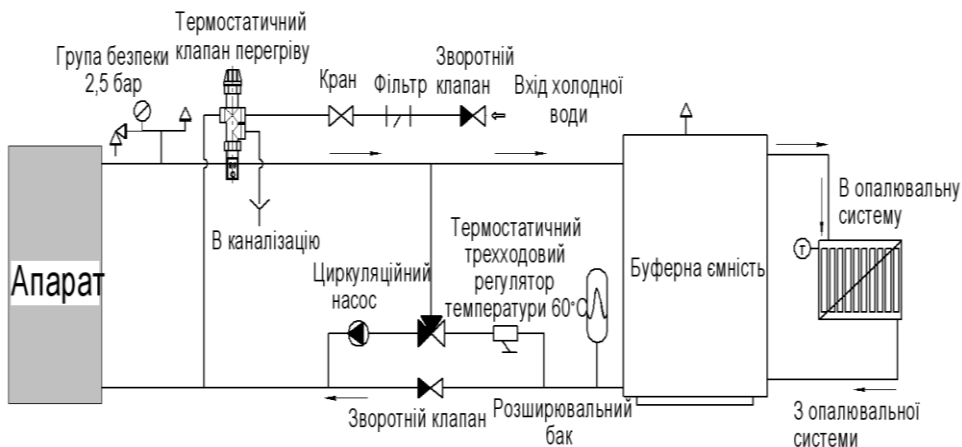 Термостатичний
клапан перегріву
Група безпеки
2,5 бар
Кран
Фільтр
Зворотній
клапан
Вхід холодної
води
В каналізацію
Апарат
Циркуляційний
насос
Термостатичний
трехходовий
регулятор
температури 60°С
Буферна ємність
В опалювальну
систему
Т
Зворотній клапан
Розширювальний
бак
З опалювальної
системи